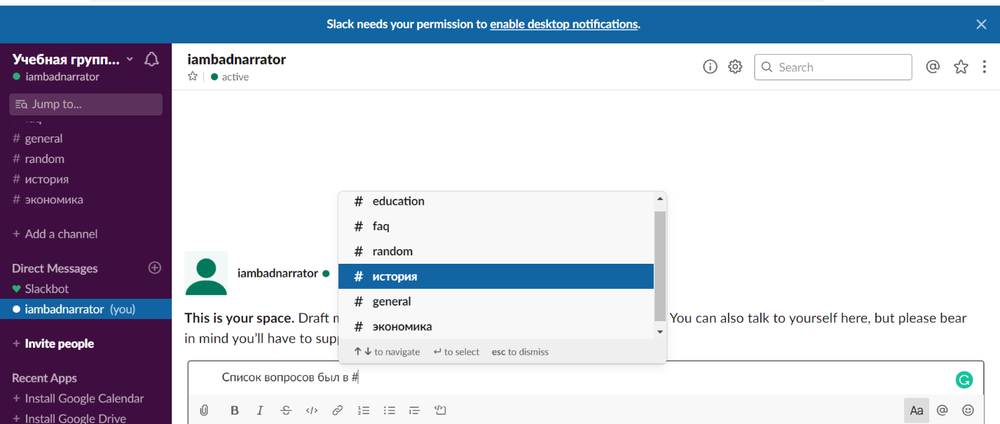 Slack needs your permission to enable desktop notifications.
Учебная групп...
iambadnarrator
Jump to...
# general
# random
# история
# экономика
+ Add a channel
Direct Messages
Slackbot
iambadnarrator (you)
+ Invite people
Recent Apps
+ Install Google Calendar
+ Install Google Drive
iambadnarrator
active
Search
iambadnarrator
# education
# faq
# random
# история
# general
# экономика
↑ ↓ to navigate ↵ to select esc to dismiss
This is your space. Draft You can also talk to yourself here, but please bear
in mind you'll have to
Список вопросов был в #
B I Aa @